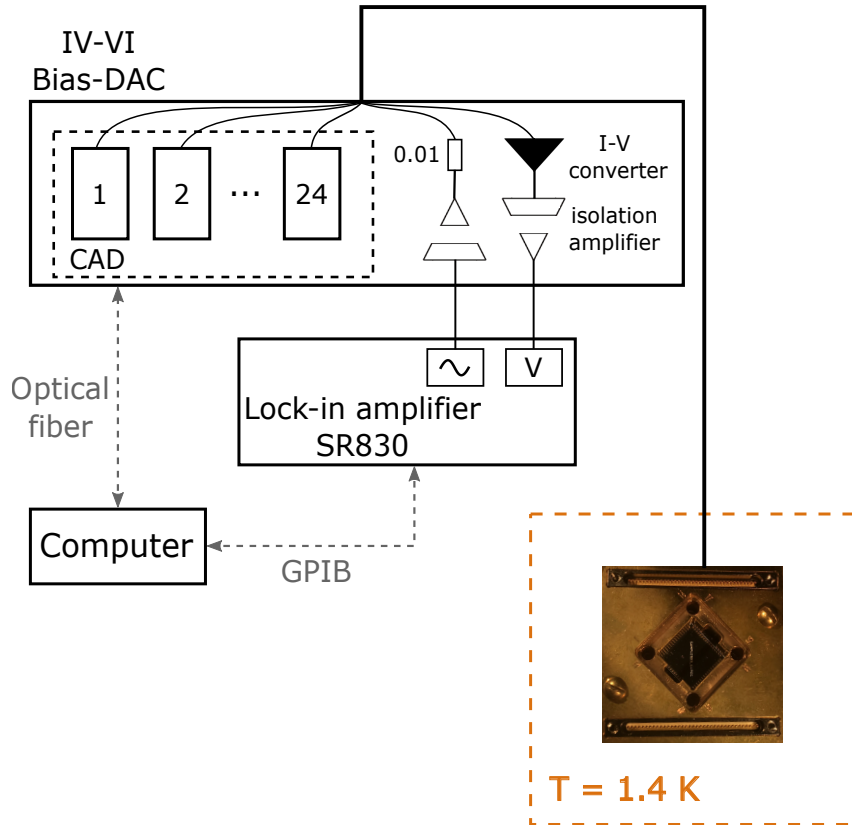 IV-VI
Bias-DAC
1
2
...
24
CAD
0.01
I-V
converter
isolation
amplifier
V
Lock-in amplifier
SR830
Optical
fiber
Computer
GPIB
T = 1.4 K